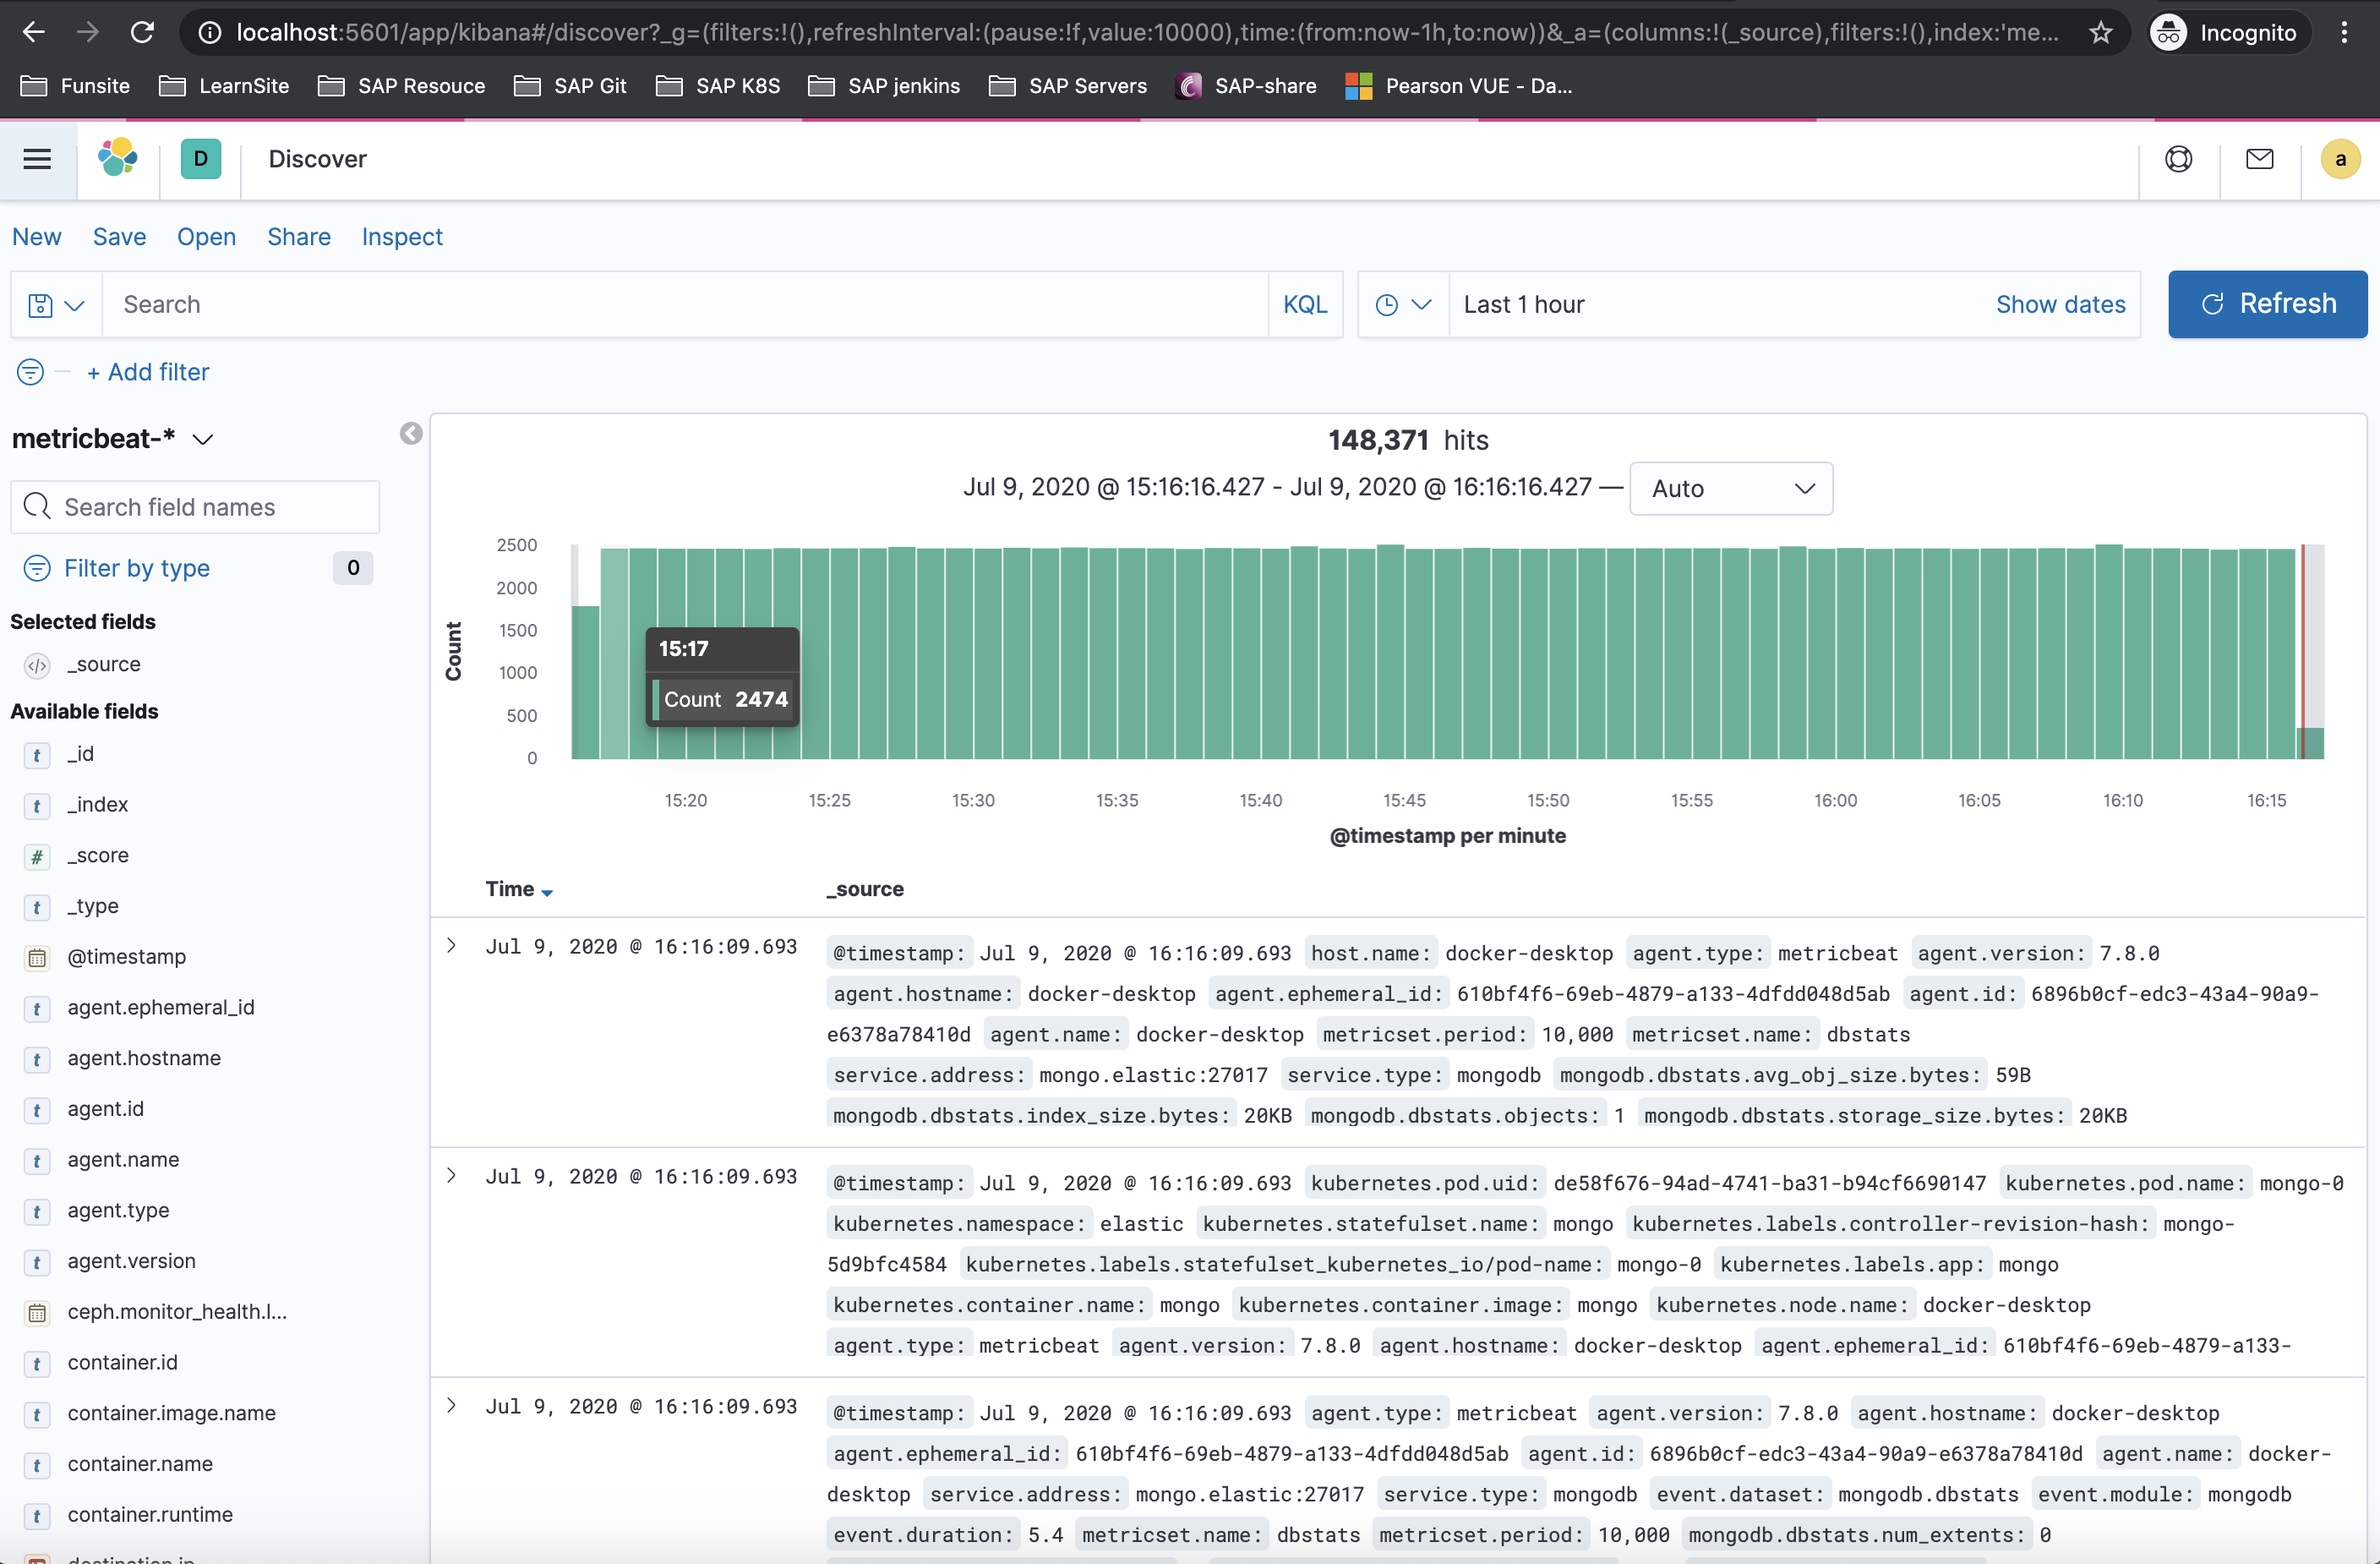 localhost:5601/app/kibana#/discover?_g=(filters:!(),refreshInterval:(pause:!f,value:10000),time:(from:now-1h,to:now))&_a=(columns:!(_source),filters:!(),index:'me...
Incognito
Funsite LearnSite SAP Resouce SAP Git SAP K8S SAP jenkins SAP Servers SAP-share Pearson VUE - Da...
D Discover a
New Save Open Share Inspect
Search KQL Last 1 hour Show dates Refresh
+ Add filter
metricbeat-*
Search field names
Filter by type 0
Selected fields
_source
Available fields
_id
_index
_score
_type
@timestamp
agent.ephemeral_id
agent.hostname
agent.id
agent.name
agent.type
agent.version
ceph.monitor_health.l...
container.id
container.image.name
container.name
container.runtime
destination.ip
148,371 hits
Jul 9, 2020 @ 15:16:16.427 - Jul 9, 2020 @ 16:16:16.427 — Auto
Count
2500
2000
1500
1000
500
0
15:17
Count 2474
15:20 15:25 15:30 15:35 15:40 15:45 15:50 15:55 16:00 16:05 16:10 16:15
@timestamp per minute
Time _source
Jul 9, 2020 @ 16:16:09.693
@timestamp: Jul 9, 2020 @ 16:16:09.693 host.name: docker-desktop agent.type: metricbeat agent.version: 7.8.0
agent.hostname: docker-desktop agent.ephemeral_id: 610bf4f6-69eb-4879-a133-4dfdd048d5ab agent.id: 6896b0cf-edc3-43a4-90a9-
e6378a78410d agent.name: docker-desktop metricset.period: 10,000 metricset.name: dbstats
service.address: mongo.elastic:27017 service.type: mongodb mongodb.dbstats.avg_obj_size.bytes: 59B
mongodb.dbstats.index_size.bytes: 20KB mongodb.dbstats.objects: 1 mongodb.dbstats.storage_size.bytes: 20KB
Jul 9, 2020 @ 16:16:09.693
@timestamp: Jul 9, 2020 @ 16:16:09.693 kubernetes.pod.uid: de58f676-94ad-4741-ba31-b94cf6690147 kubernetes.pod.name: mongo-0
kubernetes.namespace: elastic kubernetes.statefulset.name: mongo kubernetes.labels.controller-revision-hash: mongo-
5d9bfc4584 kubernetes.labels.statefulset_kubernetes_io/pod-name: mongo-0 kubernetes.labels.app: mongo
kubernetes.container.name: mongo kubernetes.container.image: mongo kubernetes.node.name: docker-desktop
agent.type: metricbeat agent.version: 7.8.0 agent.hostname: docker-desktop agent.ephemeral_id: 610bf4f6-69eb-4879-a133-
Jul 9, 2020 @ 16:16:09.693
@timestamp: Jul 9, 2020 @ 16:16:09.693 agent.type: metricbeat agent.version: 7.8.0 agent.hostname: docker-desktop
agent.ephemeral_id: 610bf4f6-69eb-4879-a133-4dfdd048d5ab agent.id: 6896b0cf-edc3-43a4-90a9-e6378a78410d agent.name: docker-
desktop service.address: mongo.elastic:27017 service.type: mongodb event.dataset: mongodb.dbstats event.module: mongodb
event.duration: 5.4 metricset.name: dbstats metricset.period: 10,000 mongodb.dbstats.num_extents: 0